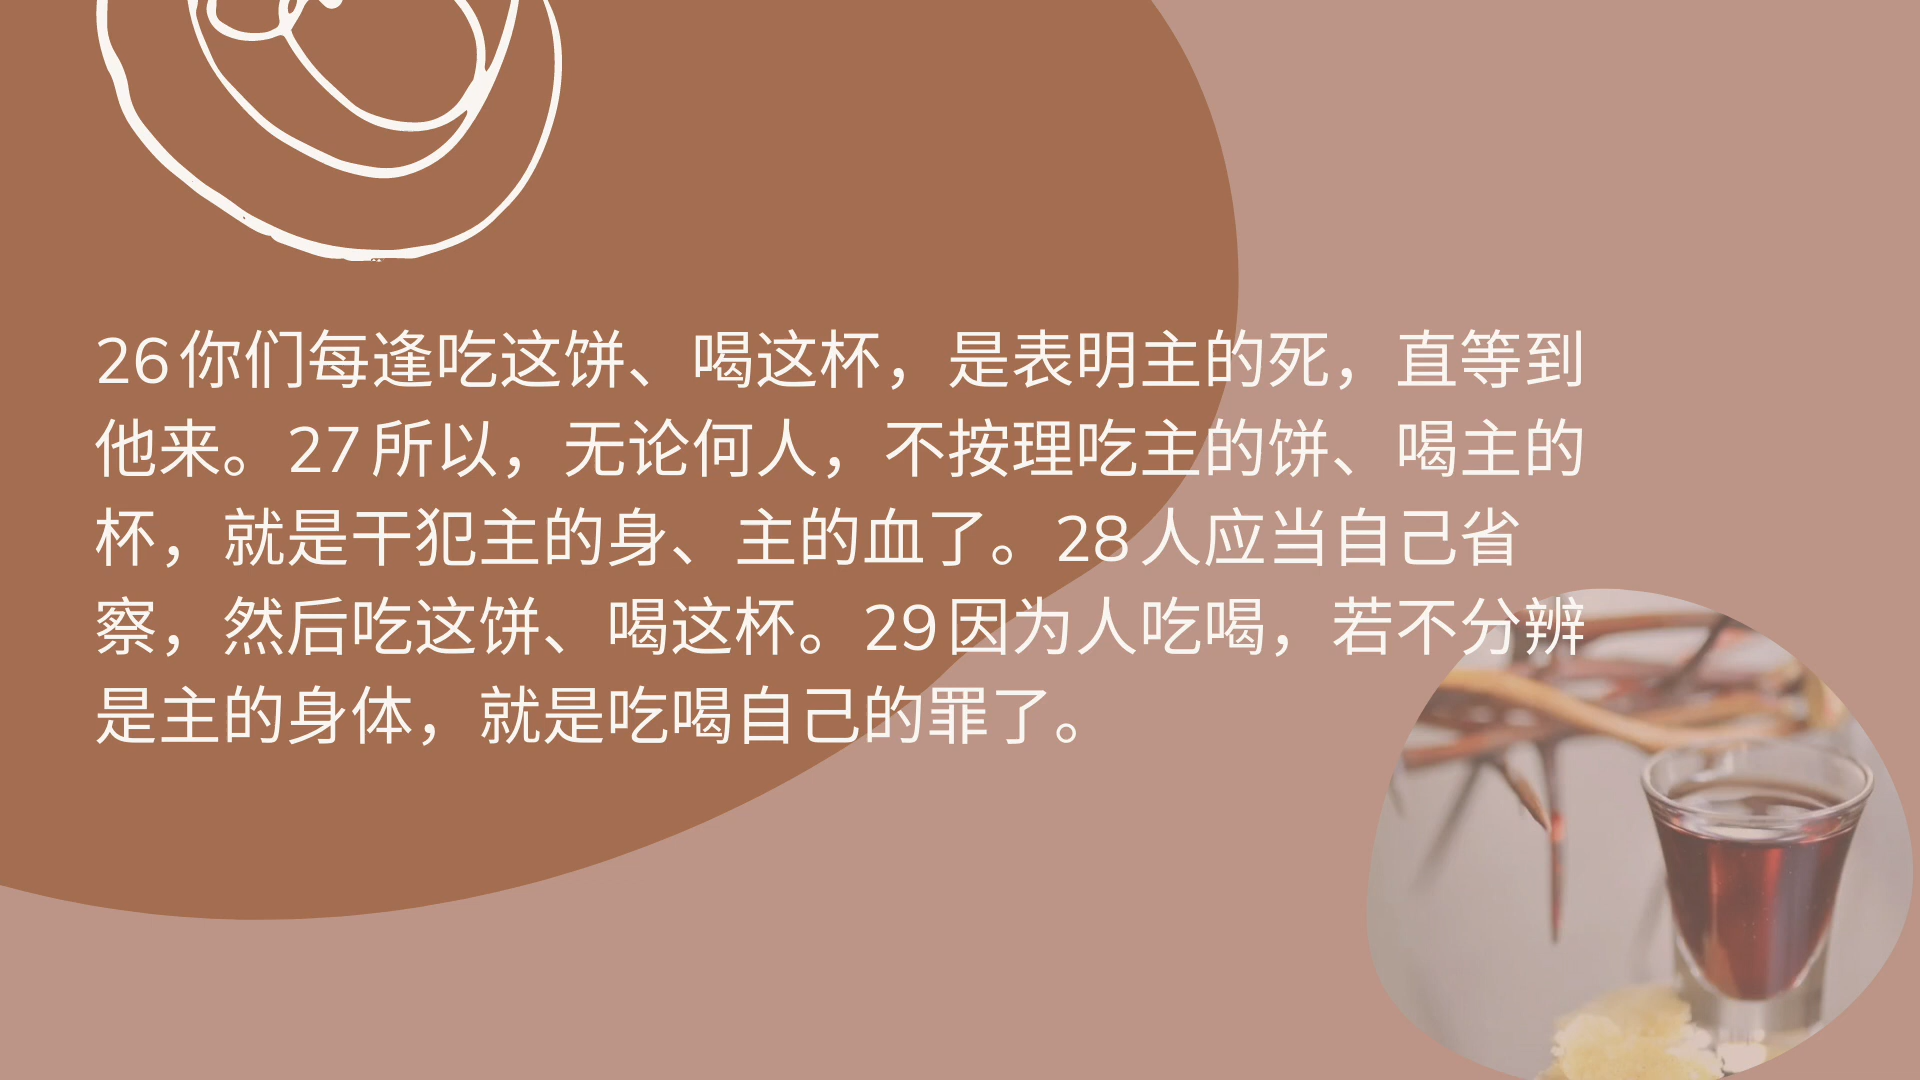 26 你们每逢吃这饼、喝这杯，是表明主的死，直等到
他来。27 所以，无论何人，不按理吃主的饼、喝主的
杯，就是干犯主的身、主的血了。28 人应当自己省
察，然后吃这饼、喝这杯。29 因为人吃喝，若不分辨
是主的身体，就是吃喝自己的罪了。